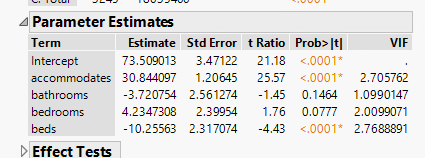 Parameter Estimates
Term Estimate Std Error t Ratio Prob>|t| VIF
Intercept 73.509013 3.47122 21.18 <.0001* .
accommodates 30.844097 1.20645 25.57 <.0001* 2.705762
bathrooms -3.720754 2.561274 -1.45 0.1464 1.0990147
bedrooms 4.2347308 2.39954 1.76 0.0777 2.0099071
beds -10.25563 2.317074 -4.43 <.0001* 2.7688891
Effect Tests